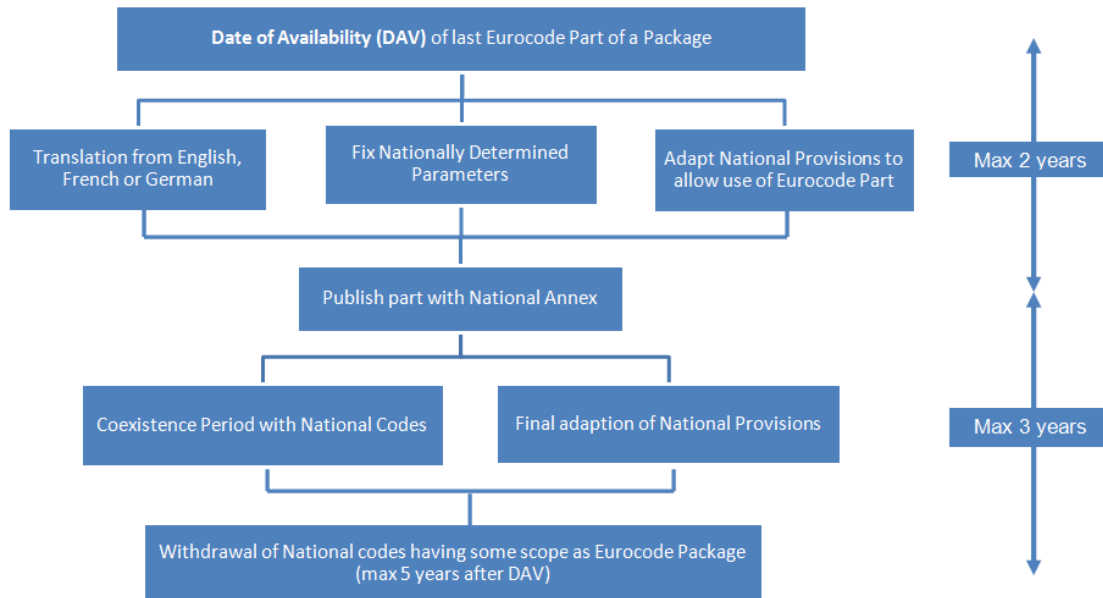 Date of Availability (DAV) of last Eurocode Part of a Package
Translation from English,
French or German
Fix Nationally Determined
Parameters
Adapt National Provisions to
allow use of Eurocode Part
Max 2 years
Publish part with National Annex
Coexistence Period with National Codes
Final adaption of National Provisions
Max 3 years
Withdrawal of National codes having some scope as Eurocode Package
(max 5 years after DAV)